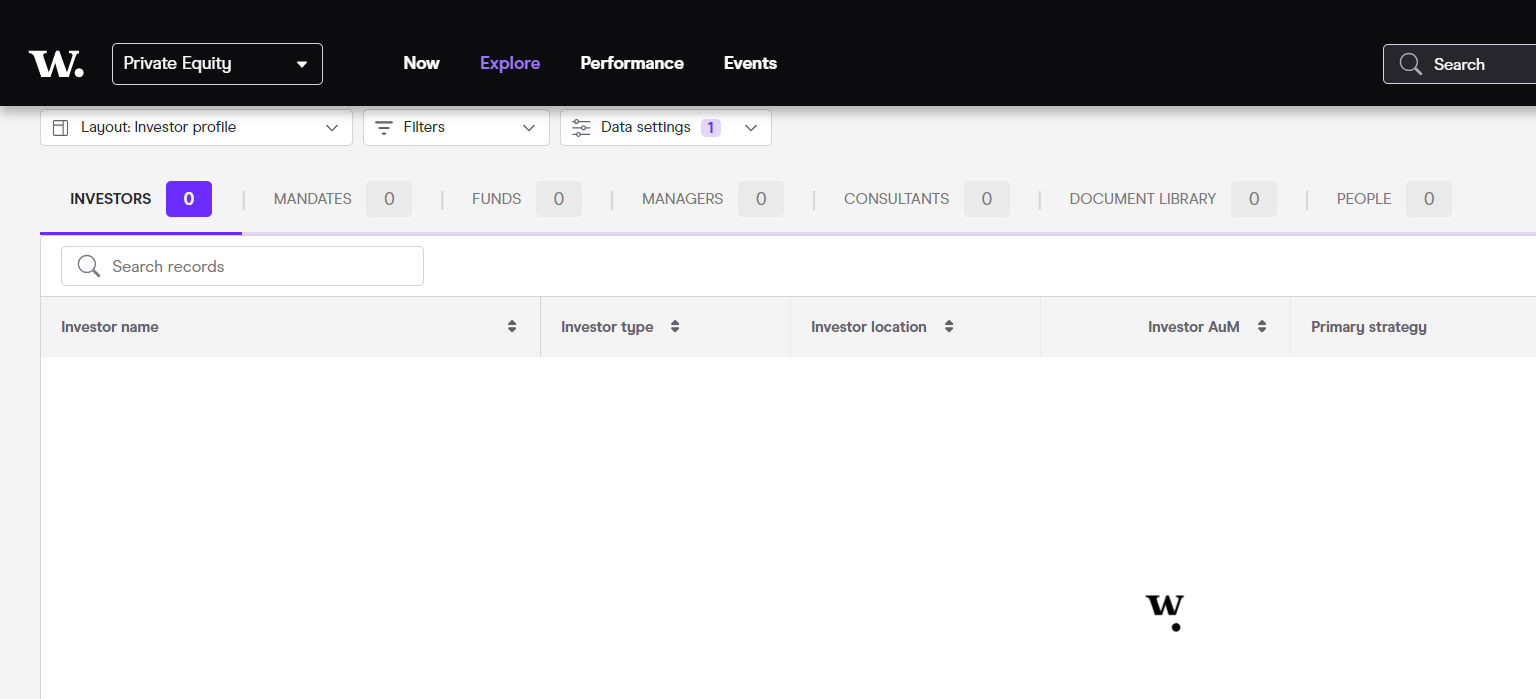 W. Private Equity Now Explore Performance Events Search
Layout: Investor profile Filters Data settings 1
INVESTORS 0 | MANDATES 0 | FUNDS 0 | MANAGERS 0 | CONSULTANTS 0 | DOCUMENT LIBRARY 0 | PEOPLE 0
Search records
Investor name Investor type Investor location Investor AuM Primary strategy
w.